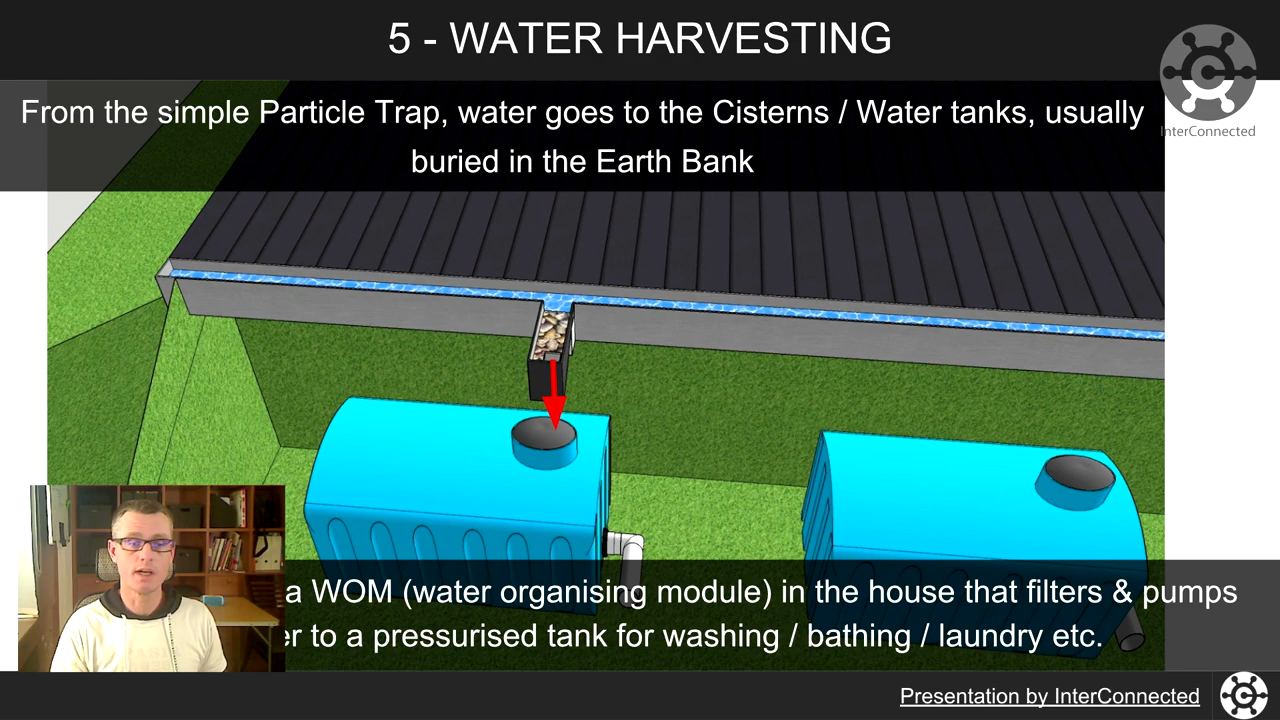 5 - WATER HARVESTING
InterConnected
From the simple Particle Trap, water goes to the Cisterns / Water tanks, usually
buried in the Earth Bank
a WOM (water organising module) in the house that filters & pumps
er to a pressurised tank for washing / bathing / laundry etc.
Presentation by InterConnected